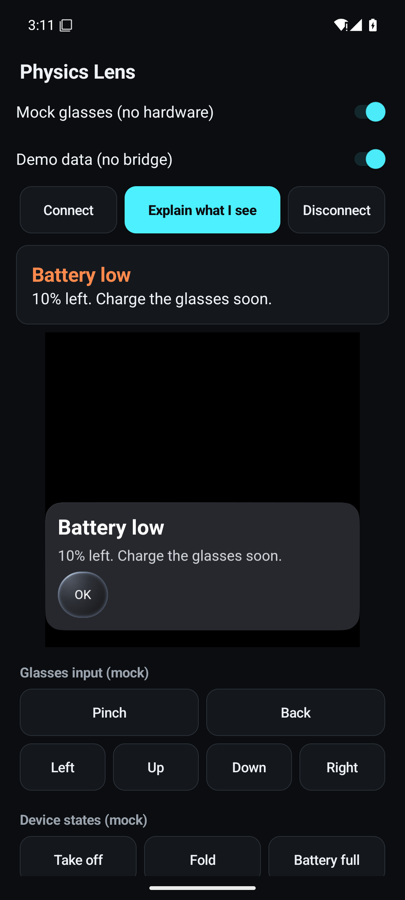 3:11
Physics Lens
Mock glasses (no hardware)
Demo data (no bridge)
Connect
Explain what I see
Disconnect
Battery low
10% left. Charge the glasses soon.
Battery low
10% left. Charge the glasses soon.
OK
Glasses input (mock)
Pinch
Back
Left
Up
Down
Right
Device states (mock)
Take off
Fold
Battery full